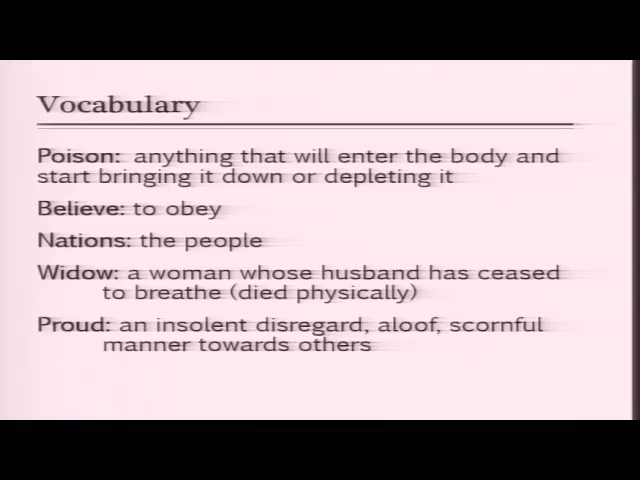 Vocabulary
Poison: anything that will enter the body and
start bringing it down or depleting it
Believe: to obey
Nations: the people
Widow: a woman whose husband has ceased
to breathe (died physically)
Proud: an insolent disregard, aloof, scornful
manner towards others